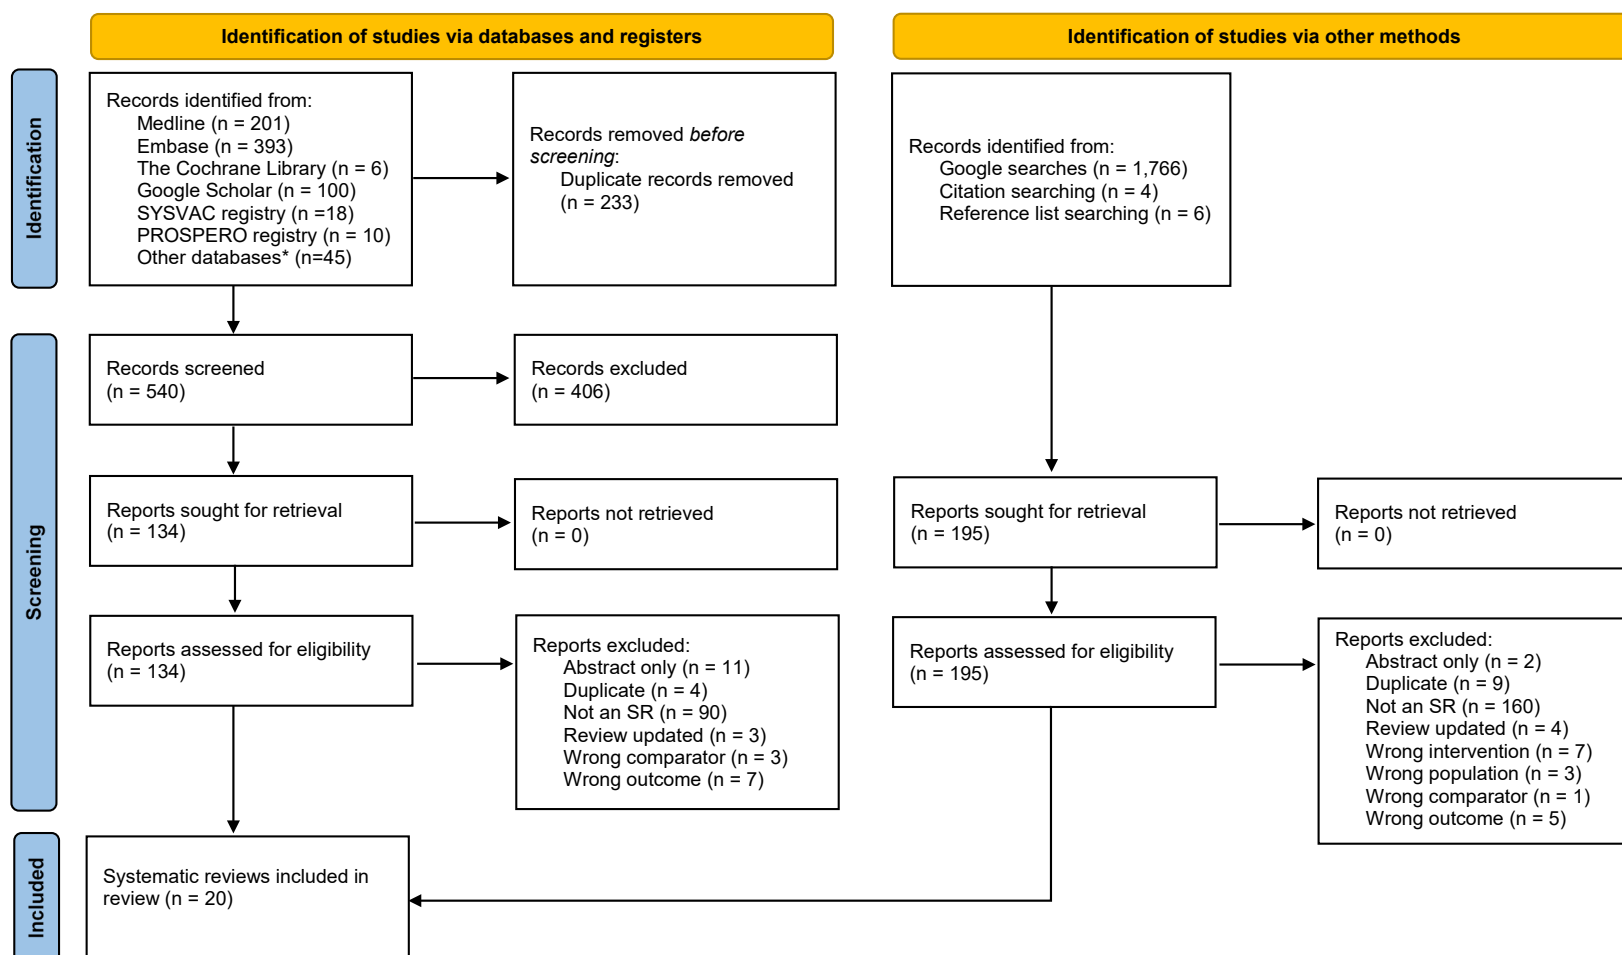 Identification of studies via databases and registers
Identification of studies via other methods
Identification
Records identified from:
Medline (n = 201)
Embase (n = 393)
The Cochrane Library (n = 6)
Google Scholar (n = 100)
SYSVAC registry (n =18)
PROSPERO registry (n = 10)
Other databases* (n=45)
Records removed before
screening:
Duplicate records removed
(n = 233)
Records identified from:
Google searches (n = 1,766)
Citation searching (n = 4)
Reference list searching (n = 6)
Screening
Records screened
(n = 540)
Records excluded
(n = 406)
Reports sought for retrieval
(n = 134)
Reports not retrieved
(n = 0)
Reports sought for retrieval
(n = 195)
Reports not retrieved
(n = 0)
Reports assessed for eligibility
(n = 134)
Reports excluded:
Abstract only (n = 11)
Duplicate (n = 4)
Not an SR (n = 90)
Review updated (n = 3)
Wrong comparator (n = 3)
Wrong outcome (n = 7)
Reports assessed for eligibility
(n = 195)
Reports excluded:
Abstract only (n = 2)
Duplicate (n = 9)
Not an SR (n = 160)
Review updated (n = 4)
Wrong intervention (n = 7)
Wrong population (n = 3)
Wrong comparator (n = 1)
Wrong outcome (n = 5)
Included
Systematic reviews included in
review (n = 20)